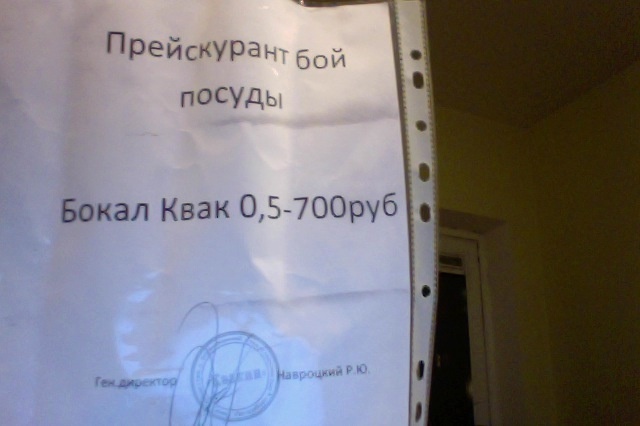 Прейскурант бой
посуды
Бокал Квак 0,5-700руб
Ген.директор Навроцкий Р.Ю.